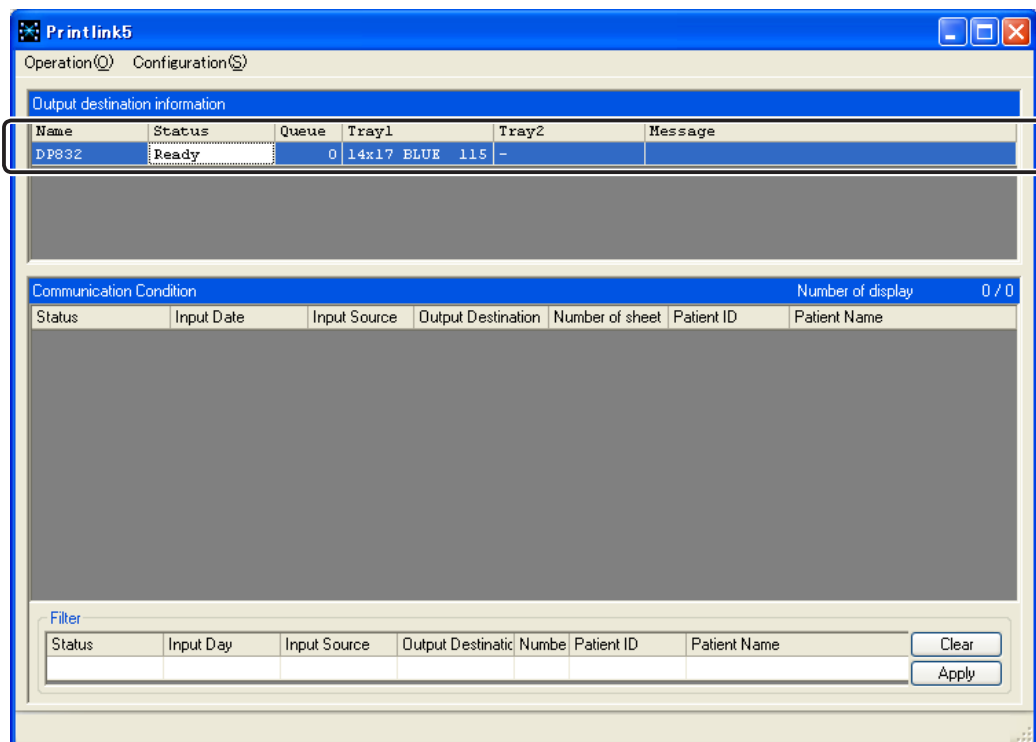 Printlink5
Operation(O) Configuration(S)
Output destination information
Name Status Queue Tray1 Tray2 Message
DP832 Ready 0 14x17 BLUE 115 -
Communication Condition Number of display 0 / 0
Status Input Date Input Source Output Destination Number of sheet Patient ID Patient Name
Filter
Status Input Day Input Source Output Destinatic Numbe Patient ID Patient Name Clear
Apply